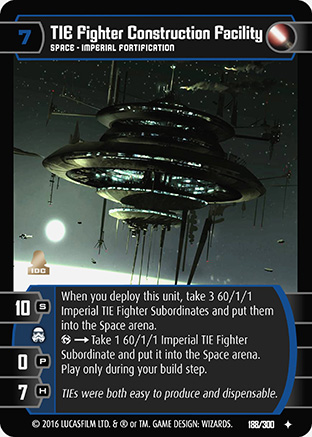 7 TIE Fighter Construction Facility
SPACE • IMPERIAL FORTIFICATION
100
10 S
0 P
7 H
When you deploy this unit, take 3 60/1/1
Imperial TIE Fighter Subordinates and put them
into the Space arena.
→ Take 1 60/1/1 Imperial TIE Fighter
Subordinate and put it into the Space arena.
Play only during your build step.
TIEs were both easy to produce and dispensable.
© 2016 LUCASFILM LTD. & ® or TM. GAME DESIGN: WIZARDS. 188/300